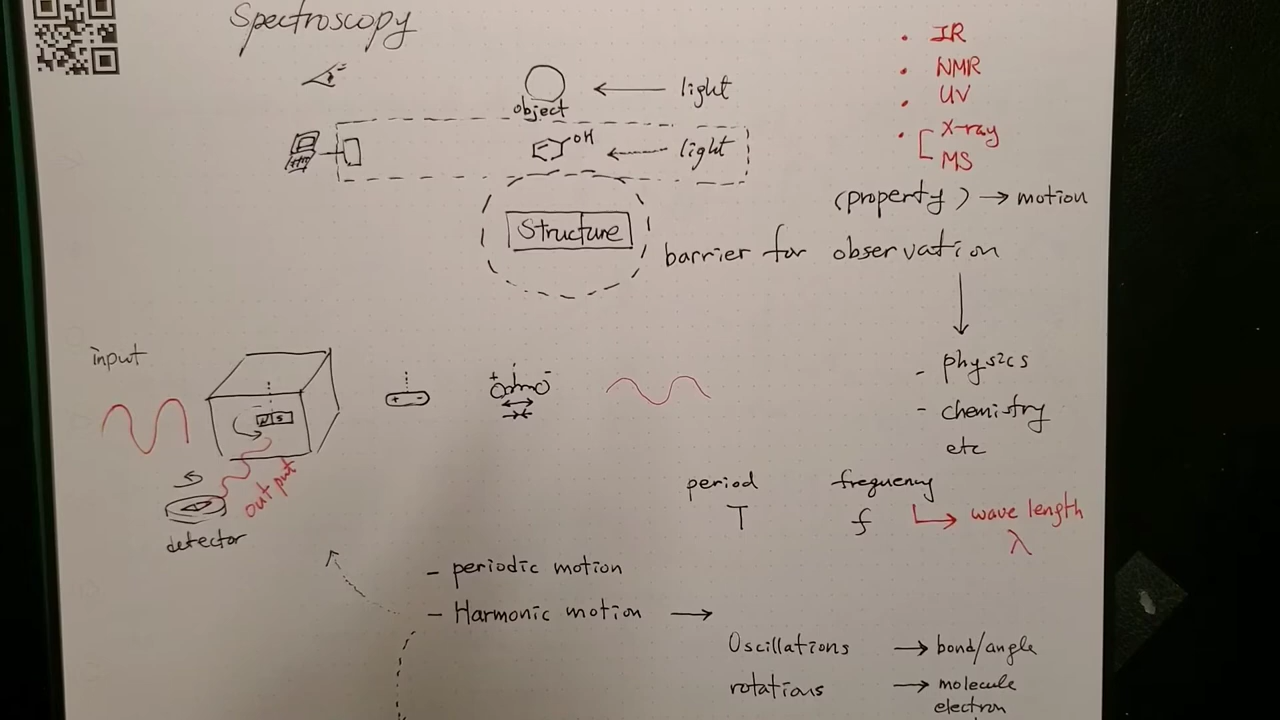 Spectroscopy
• IR
• NMR
• UV
• X-ray
MS
object
light
OH
light
(property) → motion
Structure
barrier for observation
- physics
- chemistry
etc
input
N S
+ -
+ -
output
detector
period
frequency
T
f
wave length
λ
- periodic motion
- Harmonic motion →
Oscillations → bond/angle
rotations → molecule
electron